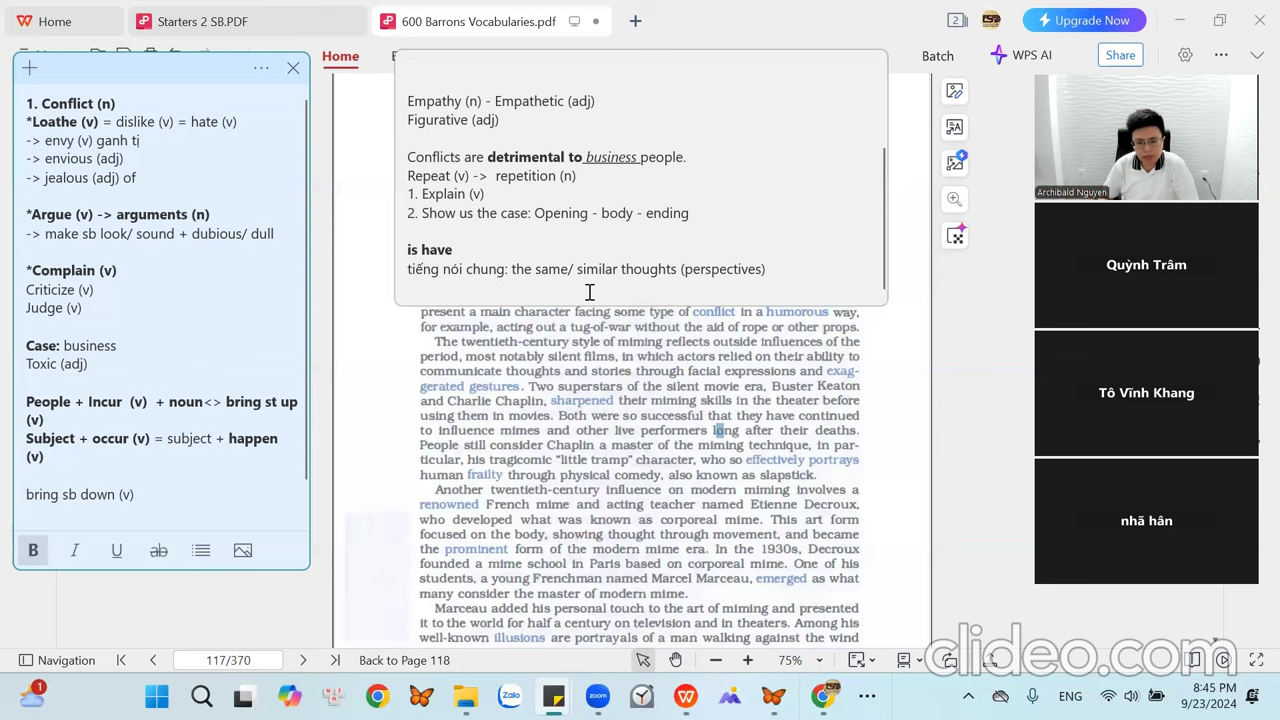 Home
Starters 2 SB.PDF
600 Barrons Vocabularies.pdf
2
Upgrade Now
Home
Batch
WPS AI
Share
1. Conflict (n)
*Loathe (v) = dislike (v) = hate (v)
-> envy (v) ganh tị
-> envious (adj)
-> jealous (adj) of
*Argue (v) -> arguments (n)
-> make sb look/ sound + dubious/ dull
*Complain (v)
Criticize (v)
Judge (v)
Case: business
Toxic (adj)
People + Incur (v) + noun<> bring st up
(v)
Subject + occur (v) = subject + happen
(v)
bring sb down (v)
B I U ab
Empathy (n) - Empathetic (adj)
Figurative (adj)
Conflicts are detrimental to business people.
Repeat (v) -> repetition (n)
1. Explain (v)
2. Show us the case: Opening - body - ending
is have
tiếng nói chung: the same/ similar thoughts (perspectives)
present a main character facing some type of conflict in a humorous way,
for example, acting out a tug-of-war without the aid of rope or other props.
The twentieth-century style of miming reflects outside influences of the
period, most notably silent films, in which actors relied on their ability to
communicate thoughts and stories through facial expressions and exag-
gerated gestures. Two superstars of the silent movie era, Buster Keaton
and Charlie Chaplin, sharpened their miming skills in the theater before
using them in movies. Both were so successful that they have continued
to influence mimes and other live performers long after their deaths.
People still consider Chaplin a master of the miming technique, in par-
ticular, his tragicomic "little tramp" character, who so effectively portrays
human frailty through physical comedy, also known as slapstick.
Another twentieth-century influence on modern miming involves a
renowned French mime and acting teacher named Etienne Decroux,
who developed what was known as corporeal mime. This art form
focused on the body, showing thought through movement, and became
the prominent form of the modern mime era. In the 1930s, Decroux
founded a mime school in Paris based on corporeal mime. One of his
students, a young Frenchman named Marcel Marceau, emerged as what
many consider the master of modern mime.
Marceau added his personal touch to the art of miming and presented
it to the world for half a century on television and in theaters. Among his
well-known illusions are portrayals of a man walking against the wind
Archibald Nguyen
Quỳnh Trâm
Tô Vĩnh Khang
nhã hân
clideo.com
Navigation
117/370
Back to Page 118
75%
1
Zalo
zoom
ENG
8:45 PM
9/23/2024